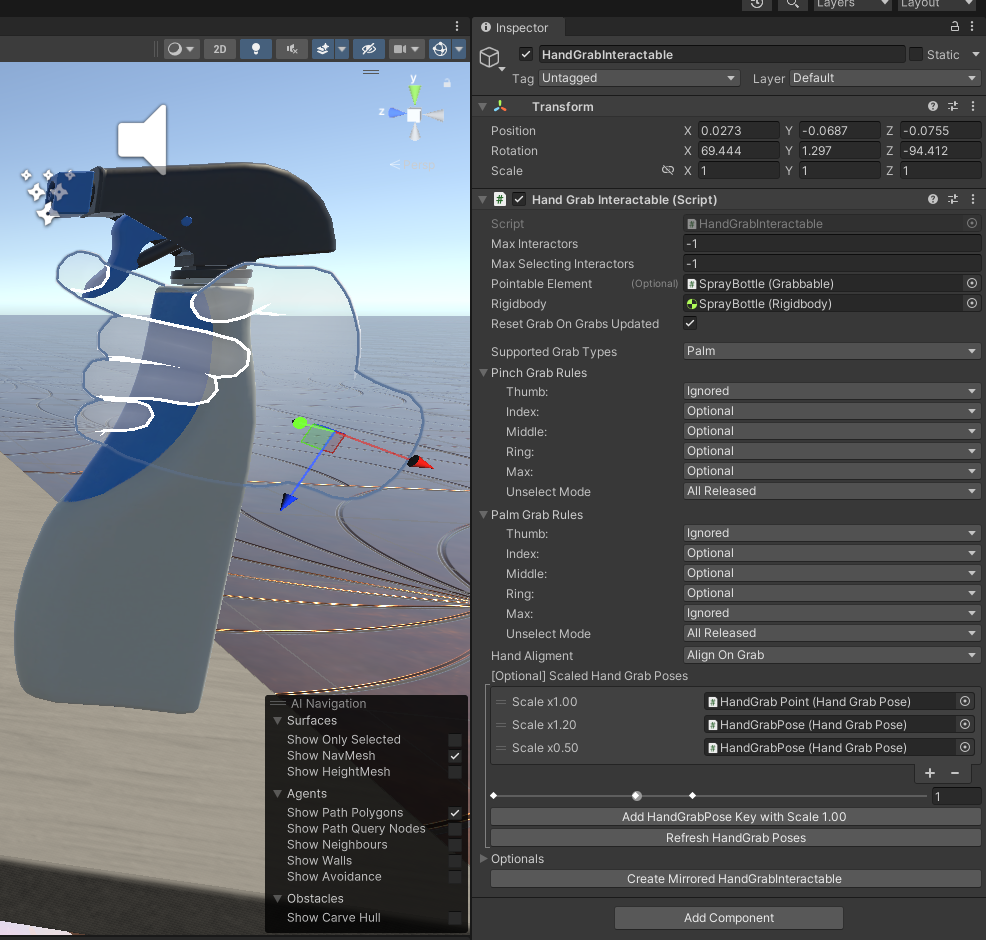 Layers
Layout
2D
y
z
Inspector
HandGrabInteractable
Static
Tag Untagged Layer Default
Transform
Position X 0.0273 Y -0.0687 Z -0.0755
Rotation X 69.444 Y 1.297 Z -94.412
Scale X 1 Y 1 Z 1
# Hand Grab Interactable (Script)
Script # HandGrabInteractable
Max Interactors -1
Max Selecting Interactors -1
Pointable Element (Optional) # SprayBottle (Grabbable)
Rigidbody SprayBottle (Rigidbody)
Reset Grab On Grabs Updated
Supported Grab Types Palm
Pinch Grab Rules
Thumb: Ignored
Index: Optional
Middle: Optional
Ring: Optional
Max: Optional
Unselect Mode All Released
Palm Grab Rules
Thumb: Ignored
Index: Optional
Middle: Optional
Ring: Optional
Max: Ignored
Unselect Mode All Released
Hand Aligment Align On Grab
[Optional] Scaled Hand Grab Poses
Scale x1.00 # HandGrab Point (Hand Grab Pose)
Scale x1.20 # HandGrabPose (Hand Grab Pose)
Scale x0.50 # HandGrabPose (Hand Grab Pose)
+ −
1
Add HandGrabPose Key with Scale 1.00
Refresh HandGrab Poses
Optionals
Create Mirrored HandGrabInteractable
Add Component
AI Navigation
Surfaces
Show Only Selected
Show NavMesh
Show HeightMesh
Agents
Show Path Polygons
Show Path Query Nodes
Show Neighbours
Show Walls
Show Avoidance
Obstacles
Show Carve Hull